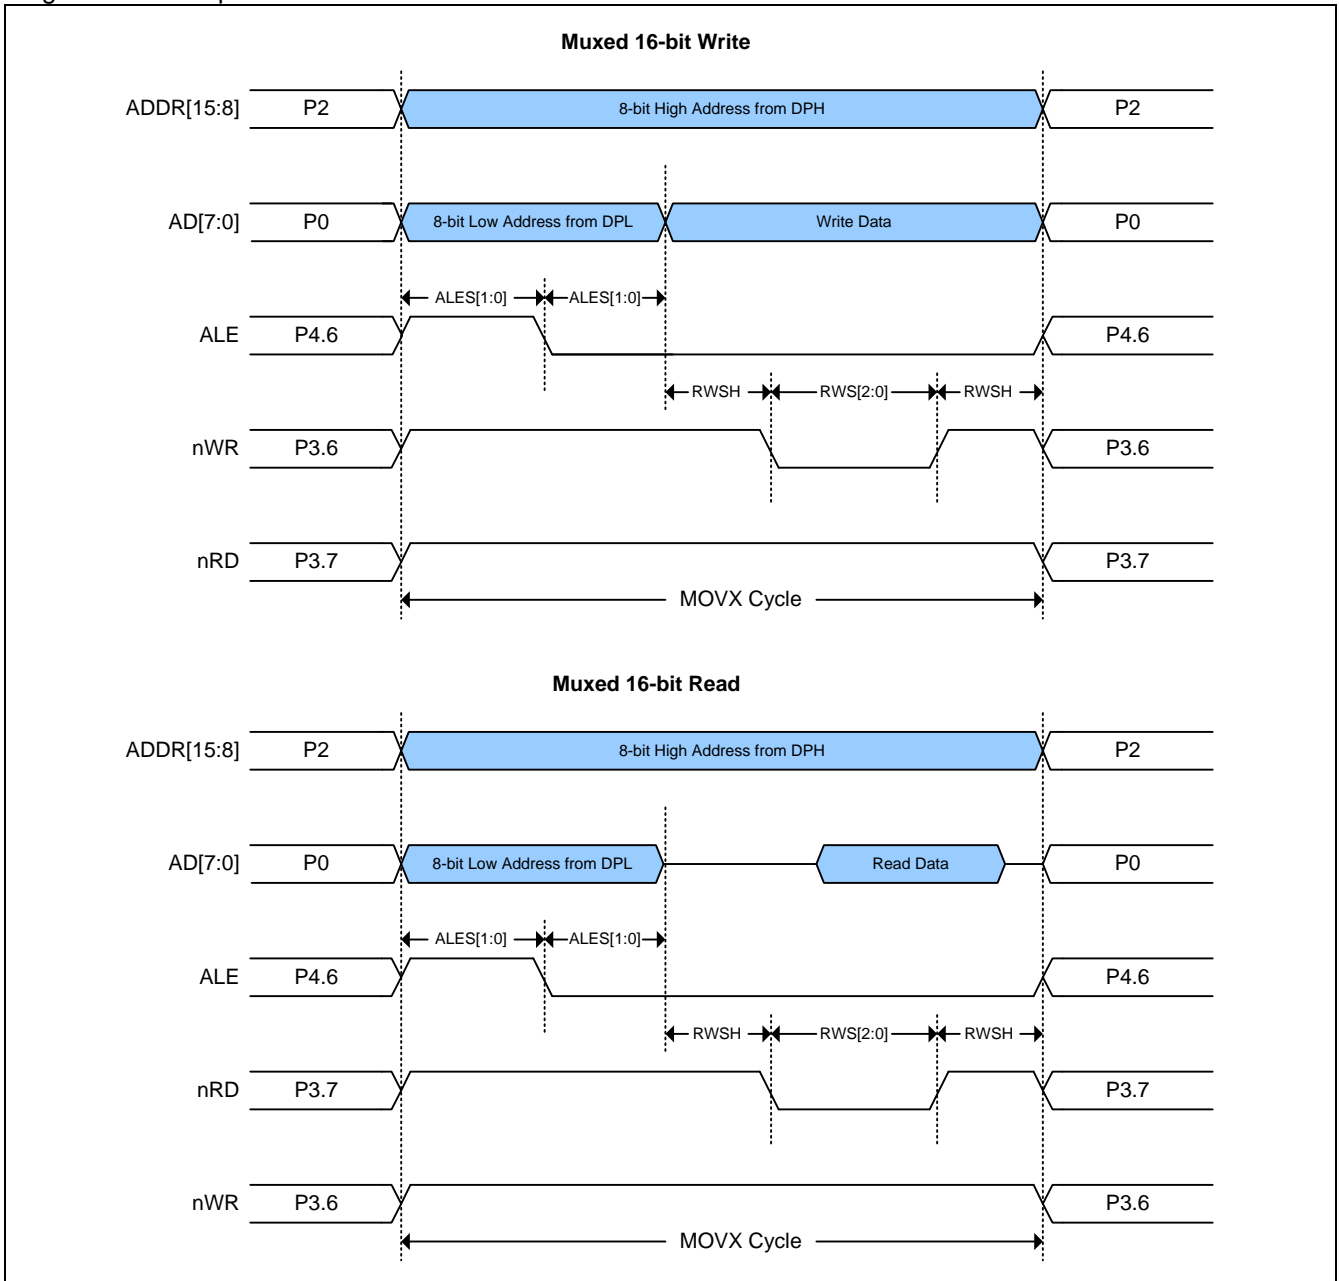 Muxed 16-bit Write
ADDR[15:8] P2 8-bit High Address from DPH P2
AD[7:0] P0 8-bit Low Address from DPL Write Data P0
ALES[1:0] ALES[1:0]
ALE P4.6 P4.6
RWSH RWS[2:0] RWSH
nWR P3.6 P3.6
nRD P3.7 P3.7
MOVX Cycle
Muxed 16-bit Read
ADDR[15:8] P2 8-bit High Address from DPH P2
AD[7:0] P0 8-bit Low Address from DPL Read Data P0
ALES[1:0] ALES[1:0]
ALE P4.6 P4.6
RWSH RWS[2:0] RWSH
nRD P3.7 P3.7
nWR P3.6 P3.6
MOVX Cycle